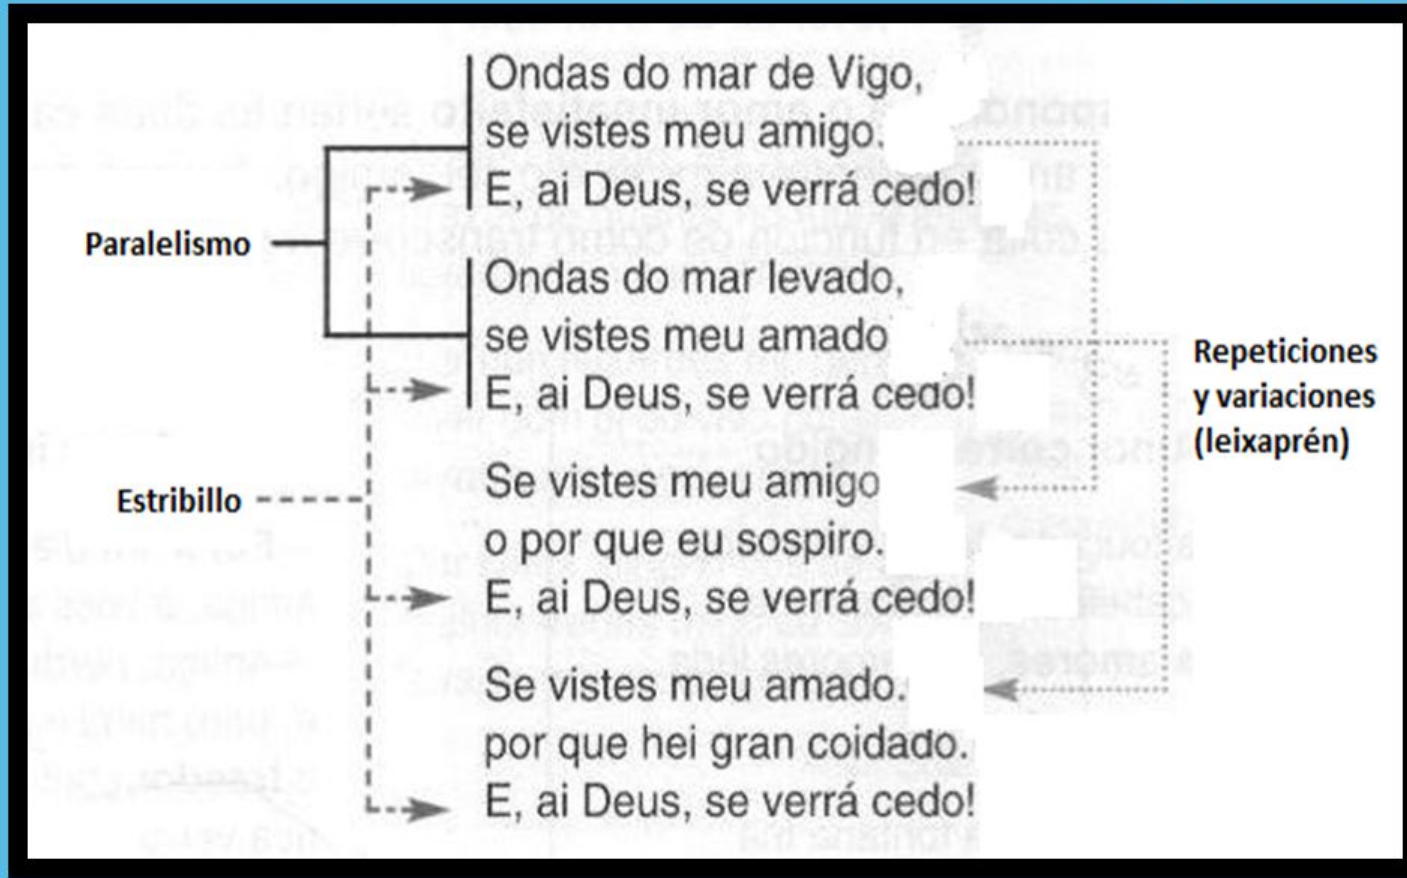 Ondas do mar de Vigo,
se vistes meu amigo.
E, ai Deus, se verrá cedo!
Paralelismo
Ondas do mar levado,
se vistes meu amado
E, ai Deus, se verrá cedo!
Repeticiones
y variaciones
(leixaprén)
Estribillo
Se vistes meu amigo
o por que eu sospiro.
E, ai Deus, se verrá cedo!
Se vistes meu amado.
por que hei gran coidado.
E, ai Deus, se verrá cedo!